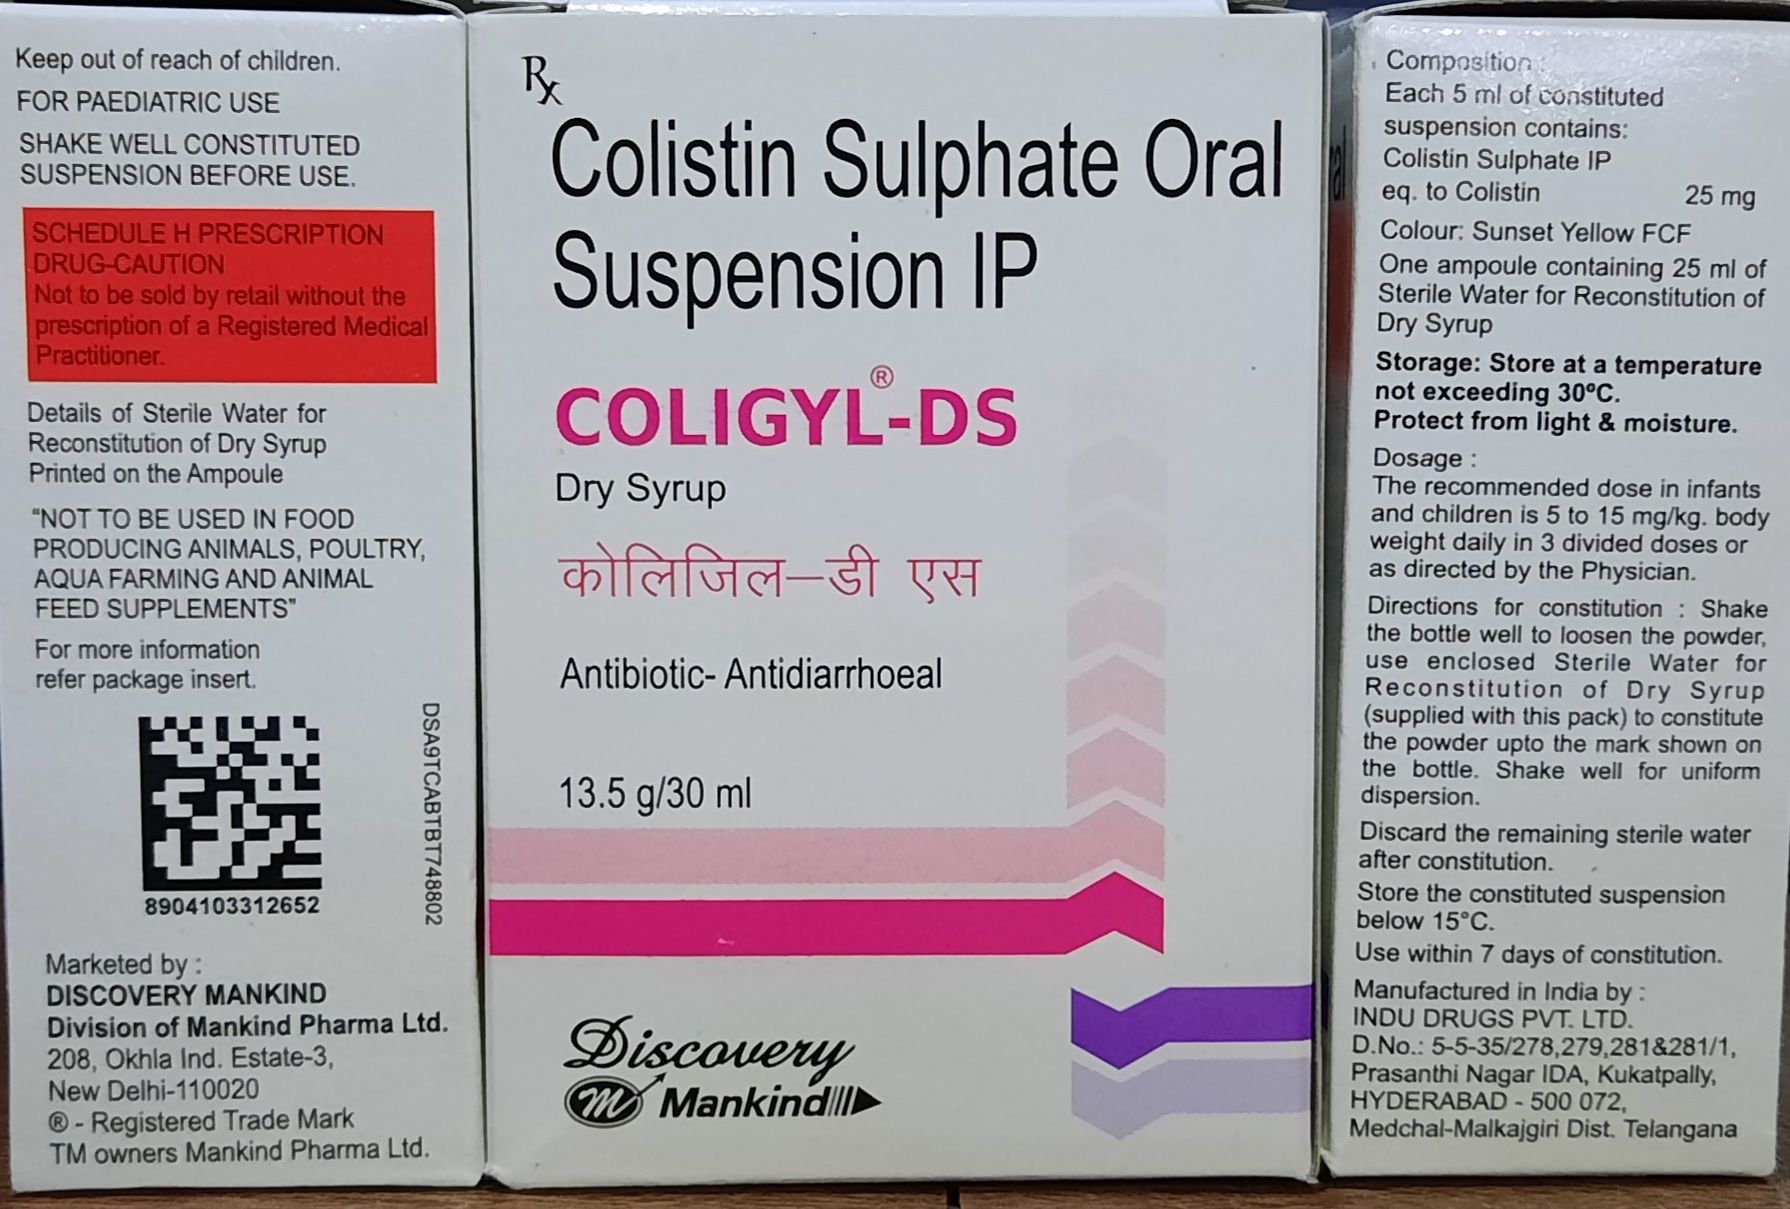 Keep out of reach of children.
FOR PAEDIATRIC USE
SHAKE WELL CONSTITUTED
SUSPENSION BEFORE USE.
SCHEDULE H PRESCRIPTION
DRUG-CAUTION
Not to be sold by retail without the
prescription of a Registered Medical
Practitioner.
Details of Sterile Water for
Reconstitution of Dry Syrup
Printed on the Ampoule
“NOT TO BE USED IN FOOD
PRODUCING ANIMALS, POULTRY,
AQUA FARMING AND ANIMAL
FEED SUPPLEMENTS”
For more information
refer package insert.
DSA9TCABTBT748802
8904103312652
Marketed by :
DISCOVERY MANKIND
Division of Mankind Pharma Ltd.
208, Okhla Ind. Estate-3,
New Delhi-110020
® - Registered Trade Mark
TM owners Mankind Pharma Ltd.
Rx
Colistin Sulphate Oral
Suspension IP
COLIGYL®-DS
Dry Syrup
कोलिजिल–डी एस
Antibiotic- Antidiarrhoeal
13.5 g/30 ml
Discovery
m Mankind
Composition :
Each 5 ml of constituted
suspension contains:
Colistin Sulphate IP
eq. to Colistin 25 mg
Colour: Sunset Yellow FCF
One ampoule containing 25 ml of
Sterile Water for Reconstitution of
Dry Syrup
Storage: Store at a temperature
not exceeding 30ºC.
Protect from light & moisture.
Dosage :
The recommended dose in infants
and children is 5 to 15 mg/kg. body
weight daily in 3 divided doses or
as directed by the Physician.
Directions for constitution : Shake
the bottle well to loosen the powder,
use enclosed Sterile Water for
Reconstitution of Dry Syrup
(supplied with this pack) to constitute
the powder upto the mark shown on
the bottle. Shake well for uniform
dispersion.
Discard the remaining sterile water
after constitution.
Store the constituted suspension
below 15°C.
Use within 7 days of constitution.
Manufactured in India by :
INDU DRUGS PVT. LTD.
D.No.: 5-5-35/278,279,281&281/1,
Prasanthi Nagar IDA, Kukatpally,
HYDERABAD - 500 072,
Medchal-Malkajgiri Dist. Telangana